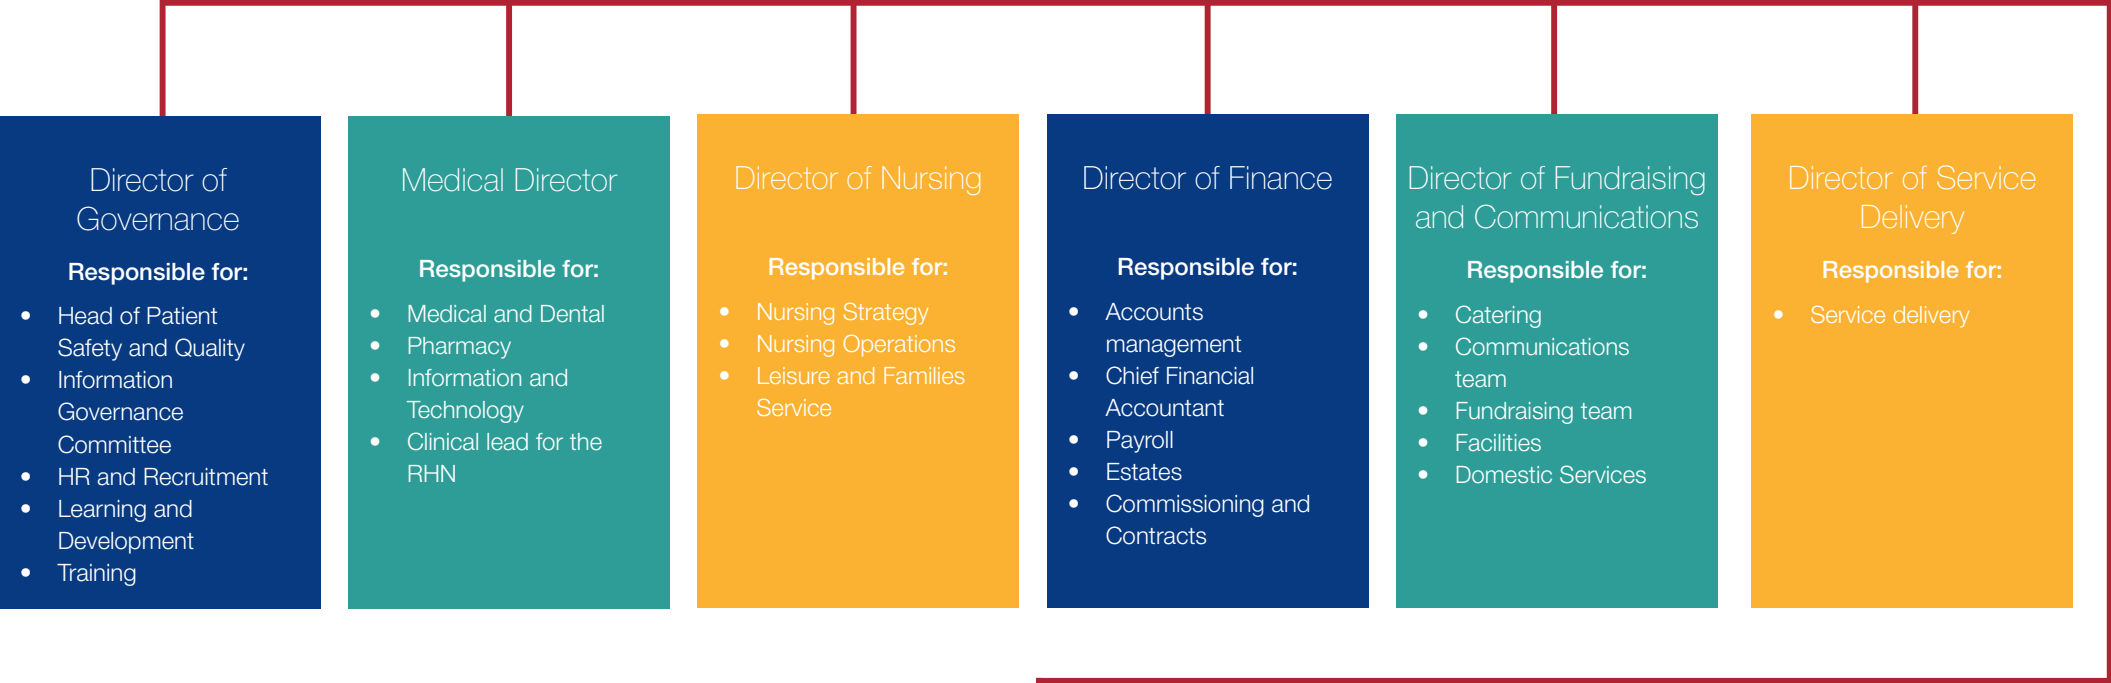 Director of
Governance
Responsible for:
• Head of Patient
Safety and Quality
• Information
Governance
Committee
• HR and Recruitment
• Learning and
Development
• Training
Medical Director
Responsible for:
• Medical and Dental
• Pharmacy
• Information and
Technology
• Clinical lead for the
RHN
Director of Nursing
Responsible for:
• Nursing Strategy
• Nursing Operations
• Leisure and Families
Service
Director of Finance
Responsible for:
• Accounts
management
• Chief Financial
Accountant
• Payroll
• Estates
• Commissioning and
Contracts
Director of Fundraising
and Communications
Responsible for:
• Catering
• Communications
team
• Fundraising team
• Facilities
• Domestic Services
Director of Service
Delivery
Responsible for:
• Service delivery